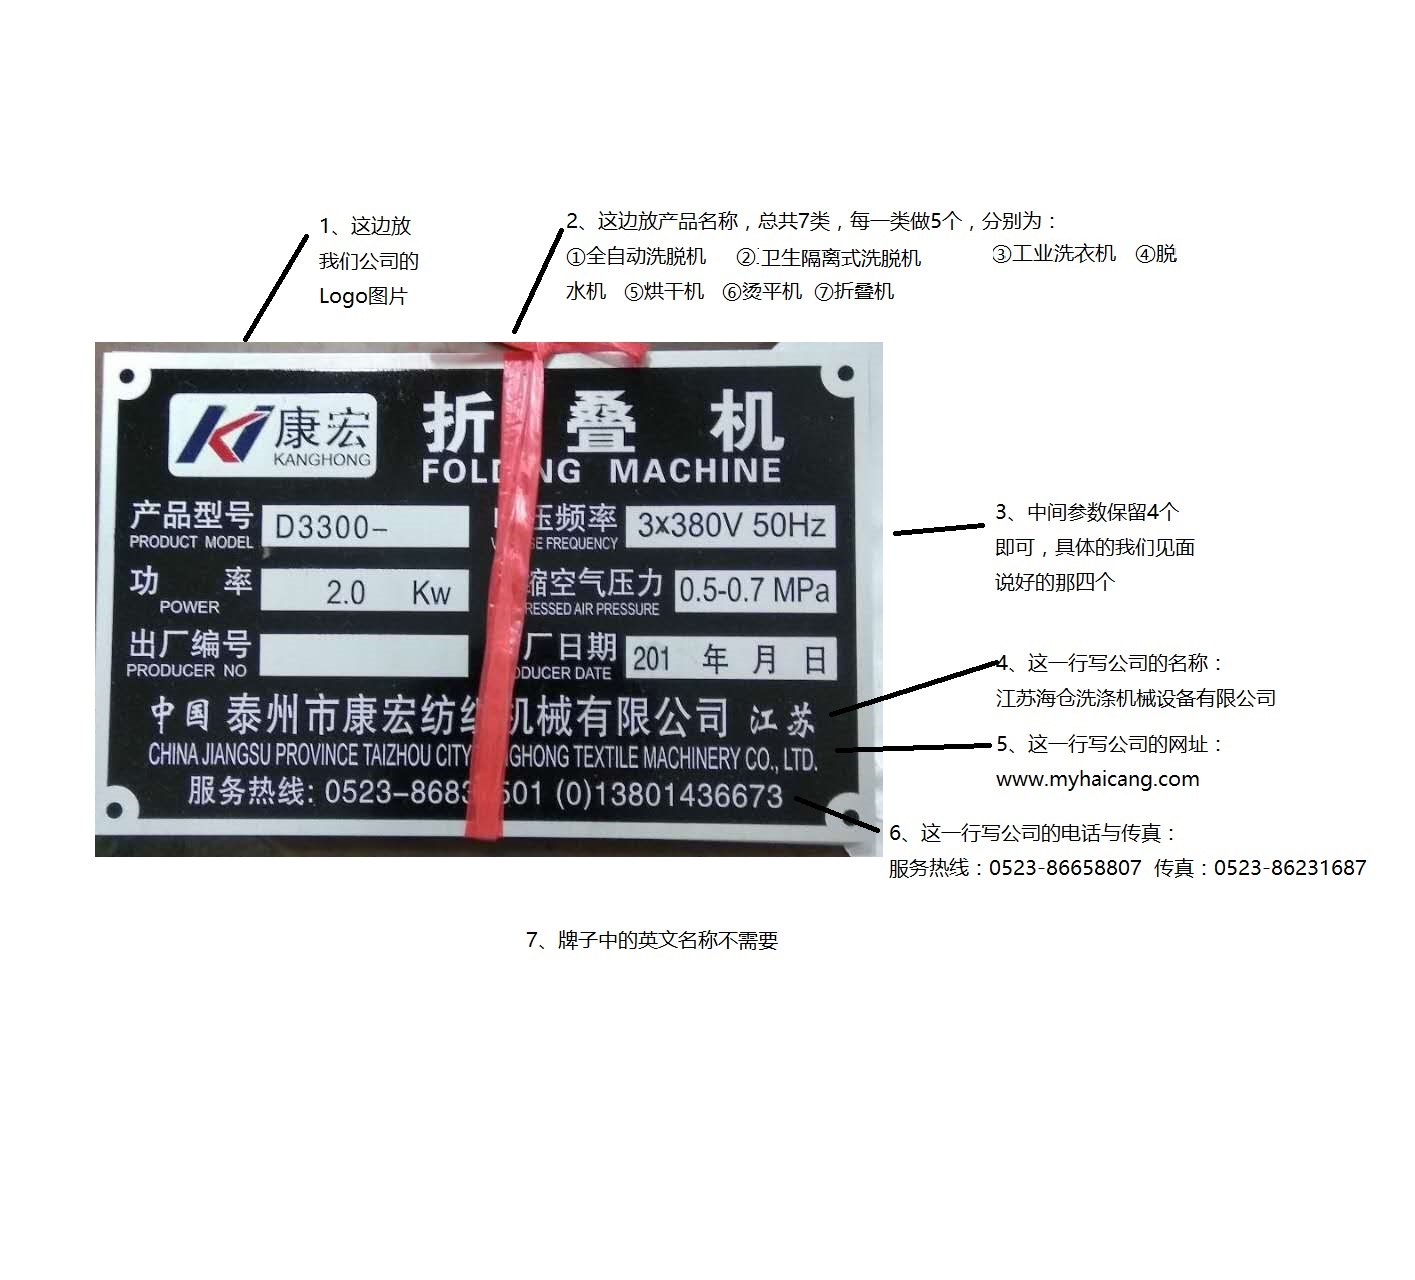 1、这边放
我们公司的
Logo图片
2、这边放产品名称，总共7类，每一类做5个，分别为：
①全自动洗脱机 ②卫生隔离式洗脱机 ③工业洗衣机 ④脱
水机 ⑤烘干机 ⑥烫平机 ⑦折叠机
康宏
KANGHONG
折叠机
MACHINE
产品型号 D3300- 压频率 3×380V 50Hz
PRODUCT MODEL FREQUENCY
功率 2.0 Kw 缩空气压力 0.5-0.7 MPa
POWER AIR PRESSURE
出厂编号 厂日期 201 年 月 日
PRODUCER NO DATE
中国 泰州市康宏纺 机械有限公司 江苏
CHINA JIANGSU PROVINCE TAIZHOU CITY TEXTILE MACHINERY CO., LTD.
服务热线: 0523-863 501 (0)13801436673
3、中间参数保留4个
即可，具体的我们见面
说好的那四个
4、这一行写公司的名称：
江苏海仓洗涤机械设备有限公司
5、这一行写公司的网址：
www.myhaicang.com
6、这一行写公司的电话与传真：
服务热线：0523-86658807 传真：0523-86231687
7、牌子中的英文名称不需要